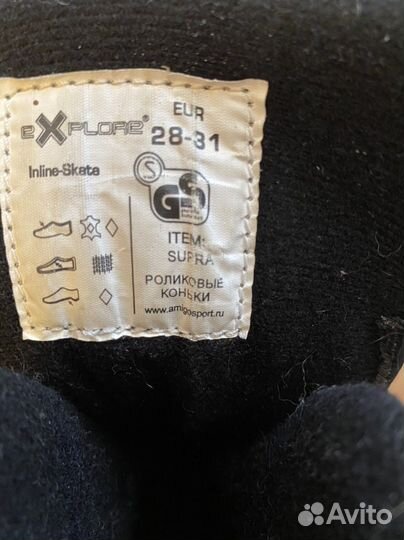 eXPLORE®
EUR
28-31
Inline-Skate
S
GS
ITEM:
SUPRA
РОЛИКОВЫЕ
КОНЬКИ
www.amigosport.ru
Avito